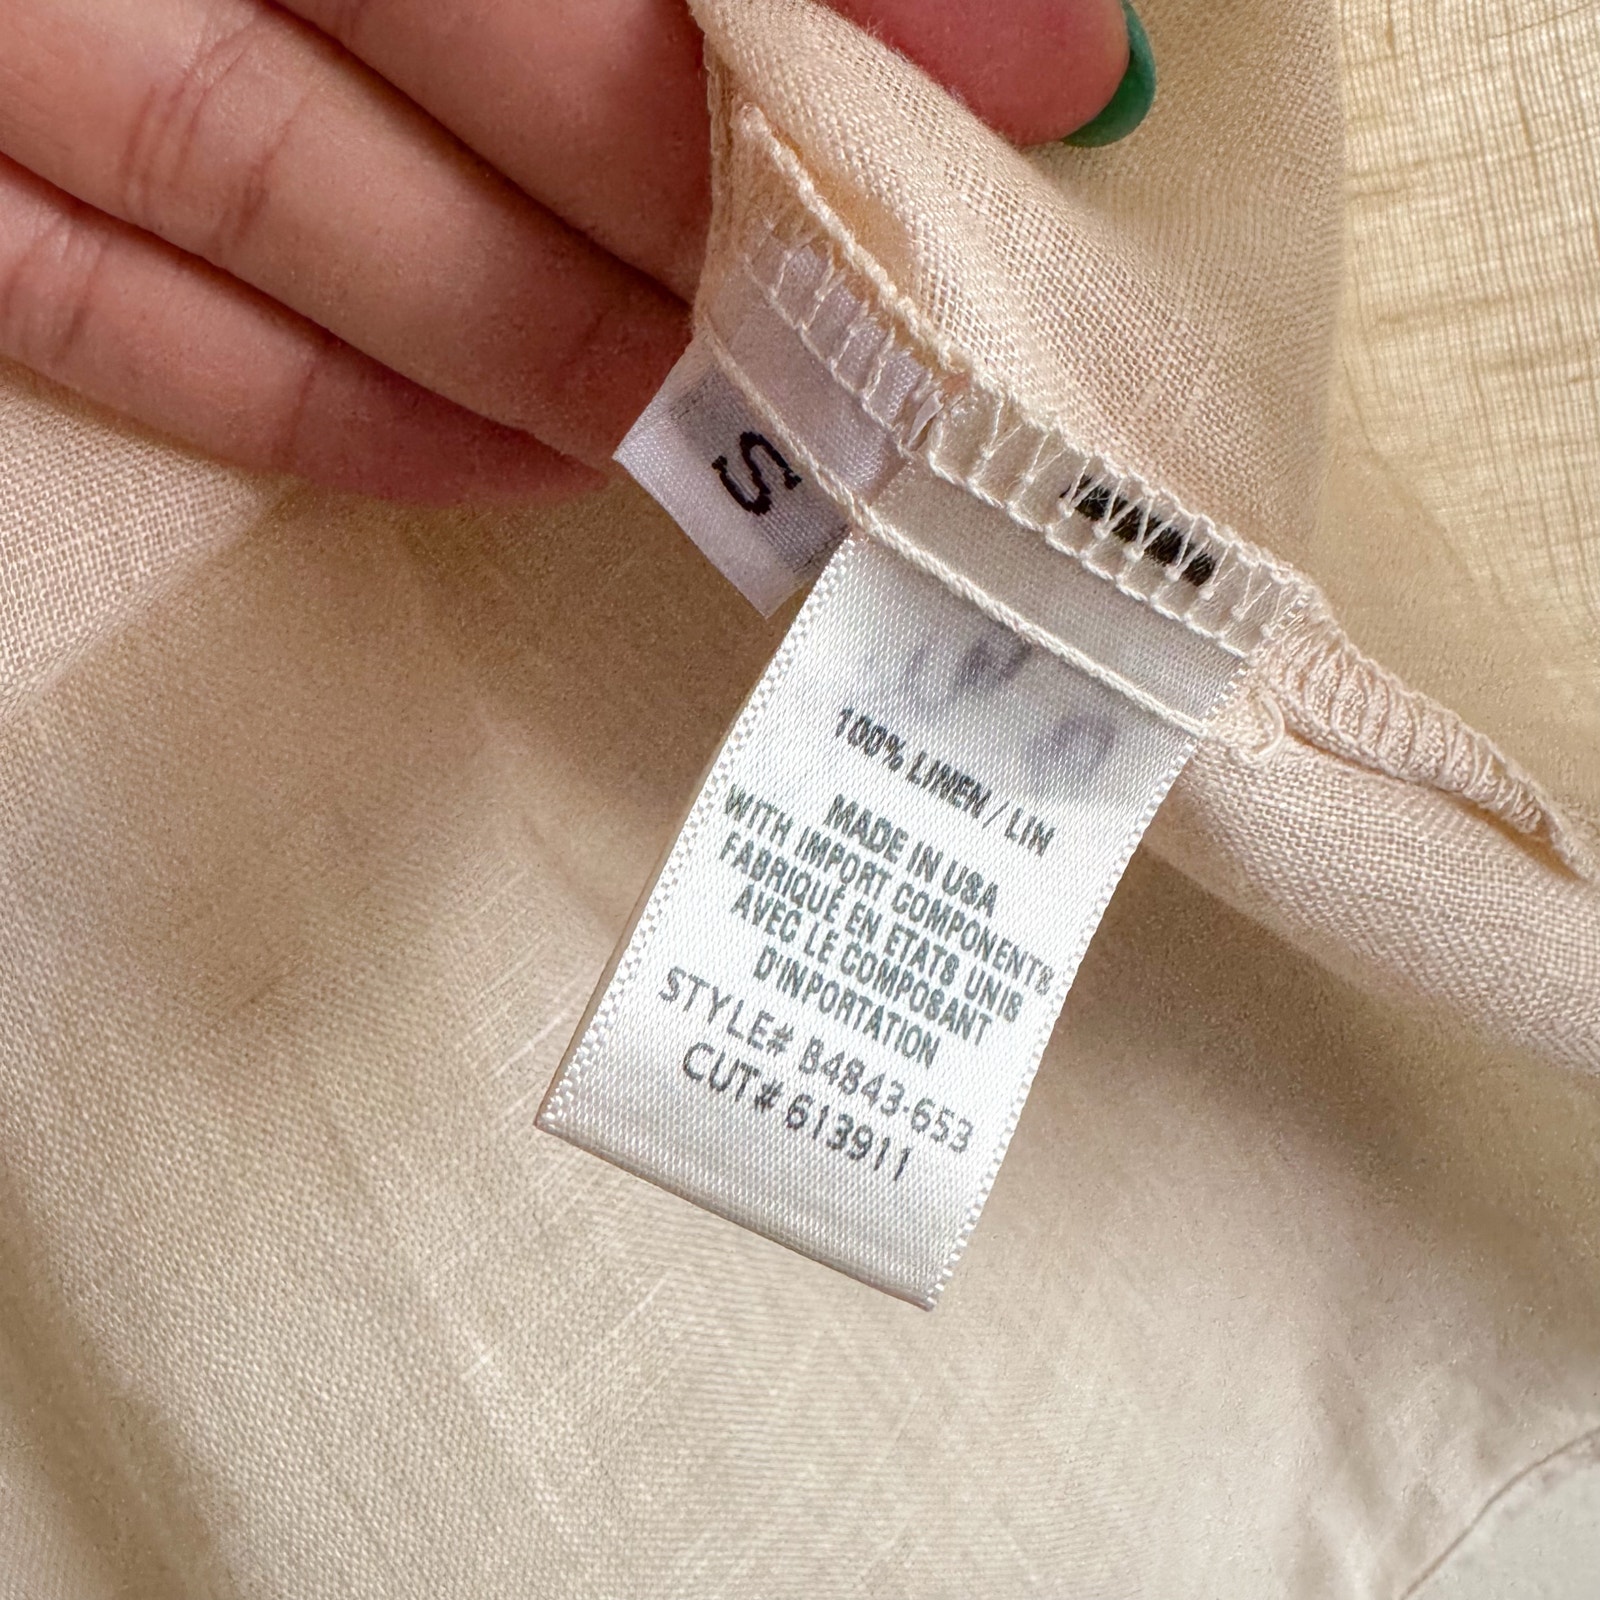 S
100% LINEN / LIN
MADE IN USA
WITH IMPORT COMPONENTS
FABRIQUÉ EN ETATS UNIS
AVEC LE COMPOSANT
D'INPORTATION
STYLE# B4843-653
CUT# 613911